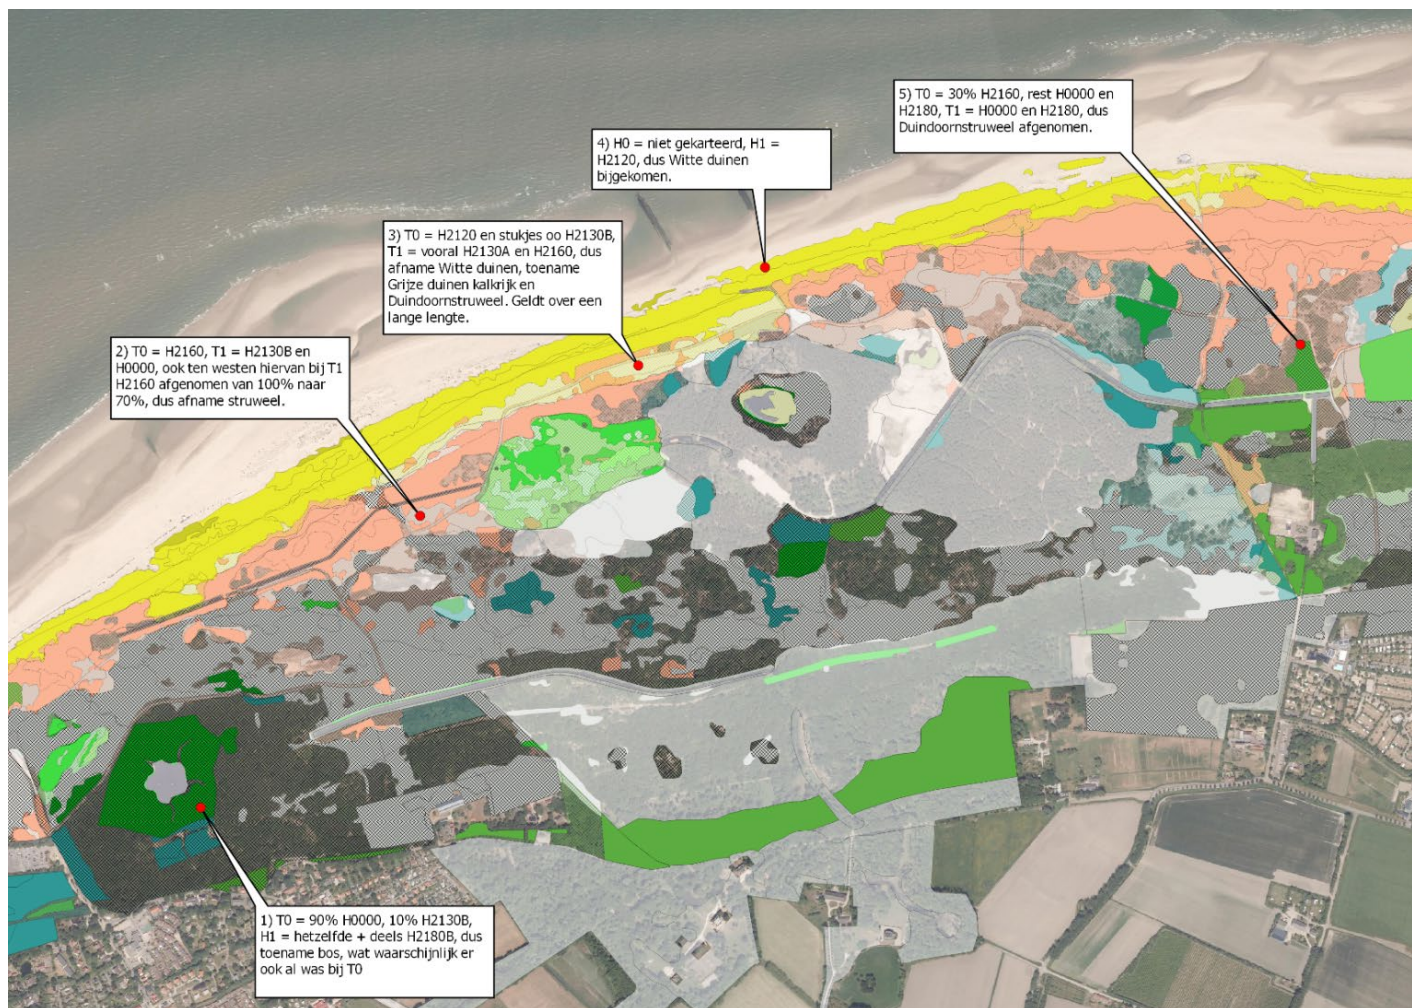 5) T0 = 30% H2160, rest H0000 en
H2180, T1 = H0000 en H2180, dus
Duindoornstruweel afgenomen.
4) H0 = niet gekarteerd, H1 =
H2120, dus Witte duinen
bijgekomen.
3) T0 = H2120 en stukjes oo H2130B,
T1 = vooral H2130A en H2160, dus
afname Witte duinen, toename
Grijze duinen kalkrijk en
Duindoornstruweel. Geldt over een
lange lengte.
2) T0 = H2160, T1 = H2130B en
H0000, ook ten westen hiervan bij T1
H2160 afgenomen van 100% naar
70%, dus afname struweel.
1) T0 = 90% H0000, 10% H2130B,
H1 = hetzelfde + deels H2180B, dus
toename bos, wat waarschijnlijk er
ook al was bij T0